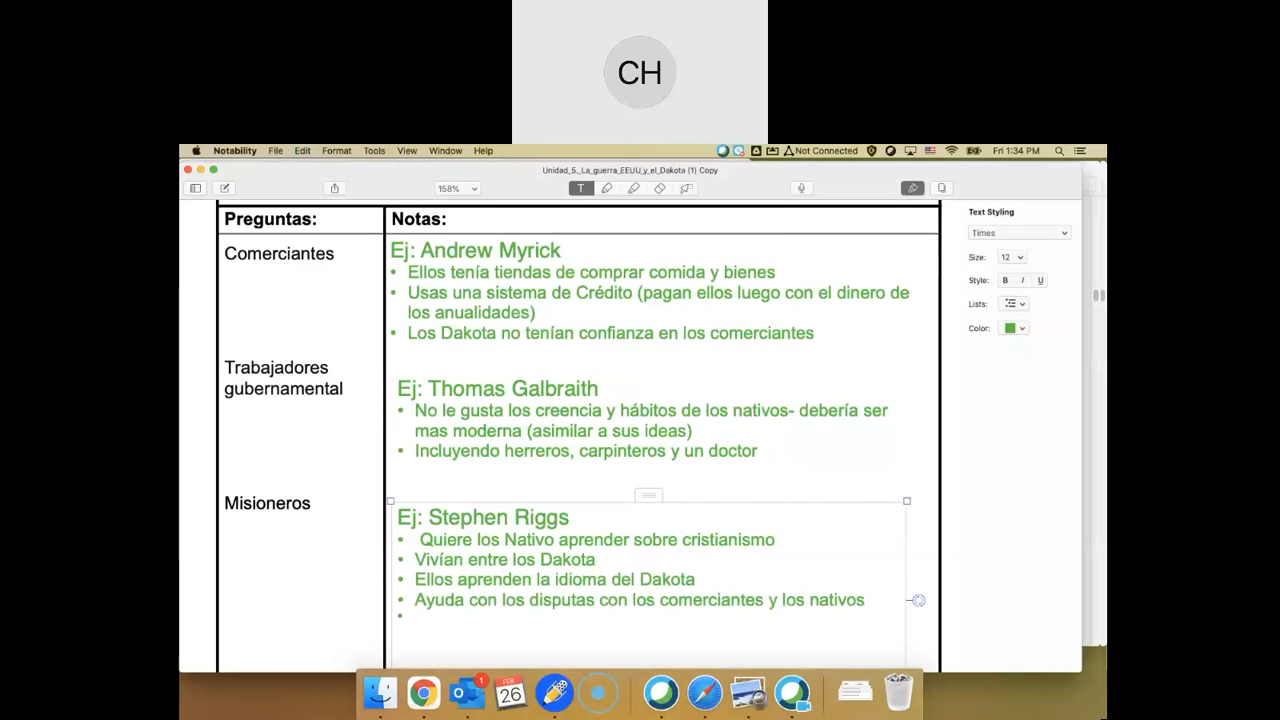 CH
Notability File Edit Format Tools View Window Help Not Connected Fri 1:34 PM
Unidad_5._La_guerra_EEUU_y_el_Dakota (1) Copy
158% T
Preguntas: Notas: Text Styling
Times
Comerciantes Ej: Andrew Myrick Size: 12
• Ellos tenía tiendas de comprar comida y bienes Style: B I U
• Usas una sistema de Crédito (pagan ellos luego con el dinero de Lists:
los anualidades)
• Los Dakota no tenían confianza en los comerciantes Color:
Trabajadores
gubernamental Ej: Thomas Galbraith
• No le gusta los creencia y hábitos de los nativos- debería ser
mas moderna (asimilar a sus ideas)
• Incluyendo herreros, carpinteros y un doctor
Misioneros Ej: Stephen Riggs
• Quiere los Nativo aprender sobre cristianismo
• Vivían entre los Dakota
• Ellos aprenden la idioma del Dakota
• Ayuda con los disputas con los comerciantes y los nativos
•
1
FEB
26